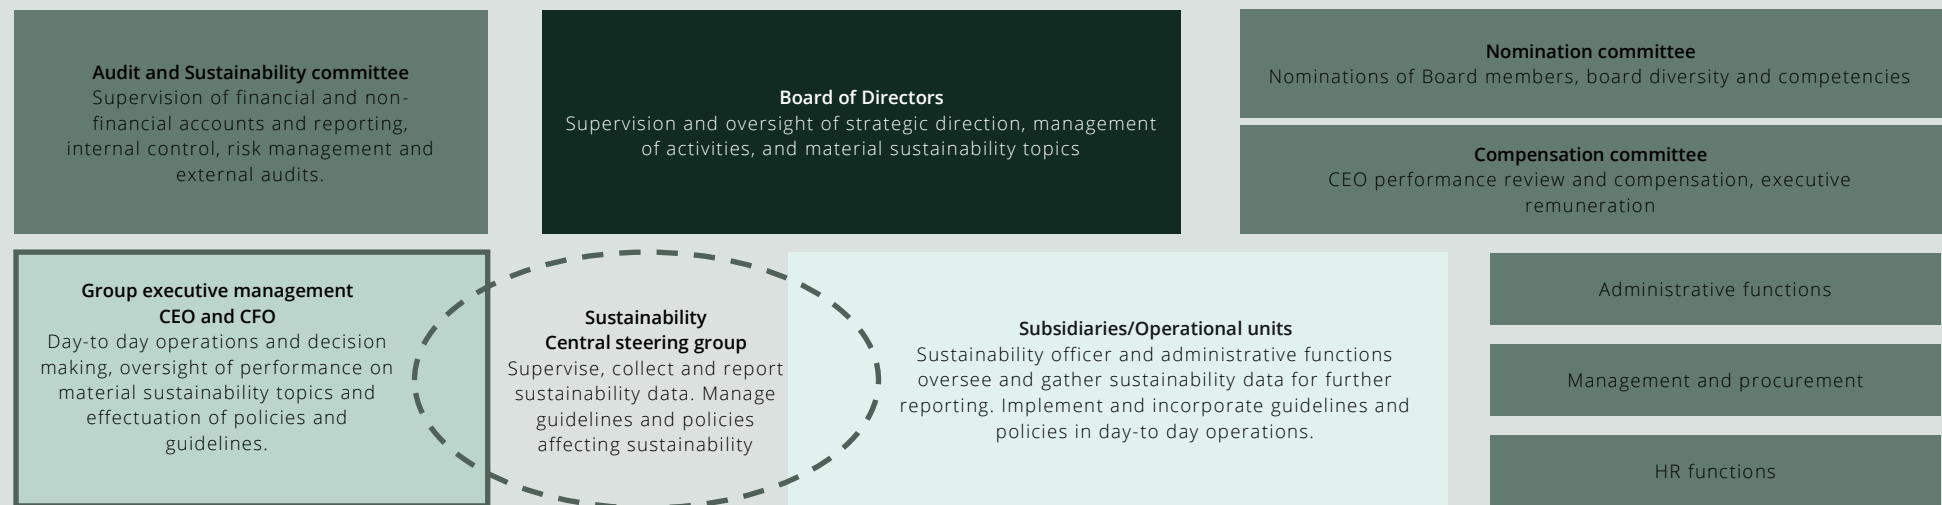 Audit and Sustainability committee
Supervision of financial and non-
financial accounts and reporting,
internal control, risk management and
external audits.
Board of Directors
Supervision and oversight of strategic direction, management
of activities, and material sustainability topics
Nomination committee
Nominations of Board members, board diversity and competencies
Compensation committee
CEO performance review and compensation, executive
remuneration
Group executive management
CEO and CFO
Day-to day operations and decision
making, oversight of performance on
material sustainability topics and
effectuation of policies and
guidelines.
Sustainability
Central steering group
Supervise, collect and report
sustainability data. Manage
guidelines and policies
affecting sustainability
Subsidiaries/Operational units
Sustainability officer and administrative functions
oversee and gather sustainability data for further
reporting. Implement and incorporate guidelines and
policies in day-to day operations.
Administrative functions
Management and procurement
HR functions